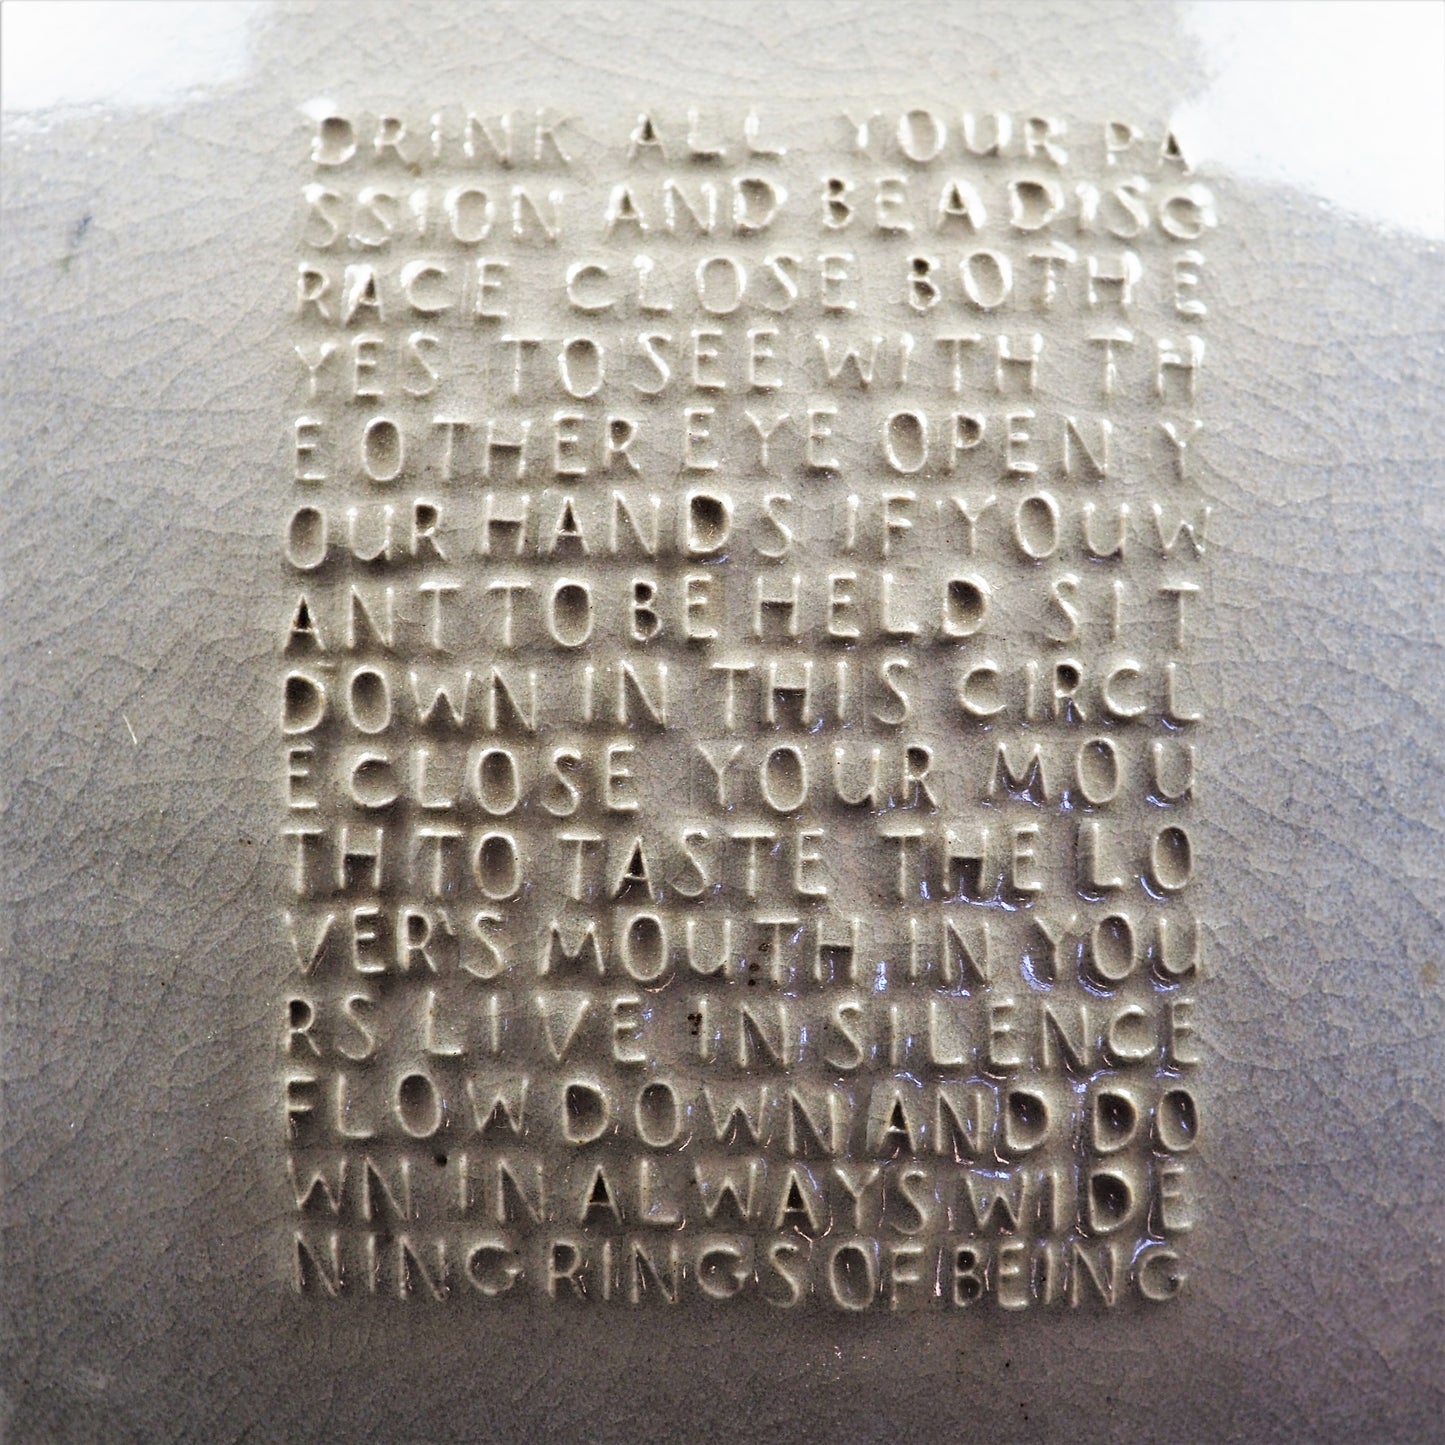 DRINK ALL YOUR PA
SSION AND BE A DISG
RACE CLOSE BOTH E
YES TO SEE WITH TH
E OTHER EYE OPEN Y
OUR HANDS IF YOU W
ANT TO BE HELD SIT
DOWN IN THIS CIRCL
E CLOSE YOUR MOU
TH TO TASTE THE LO
VER'S MOUTH IN YOU
RS LIVE IN SILENCE
FLOW DOWN AND DO
WN IN ALWAYS WIDE
NING RINGS OF BEING